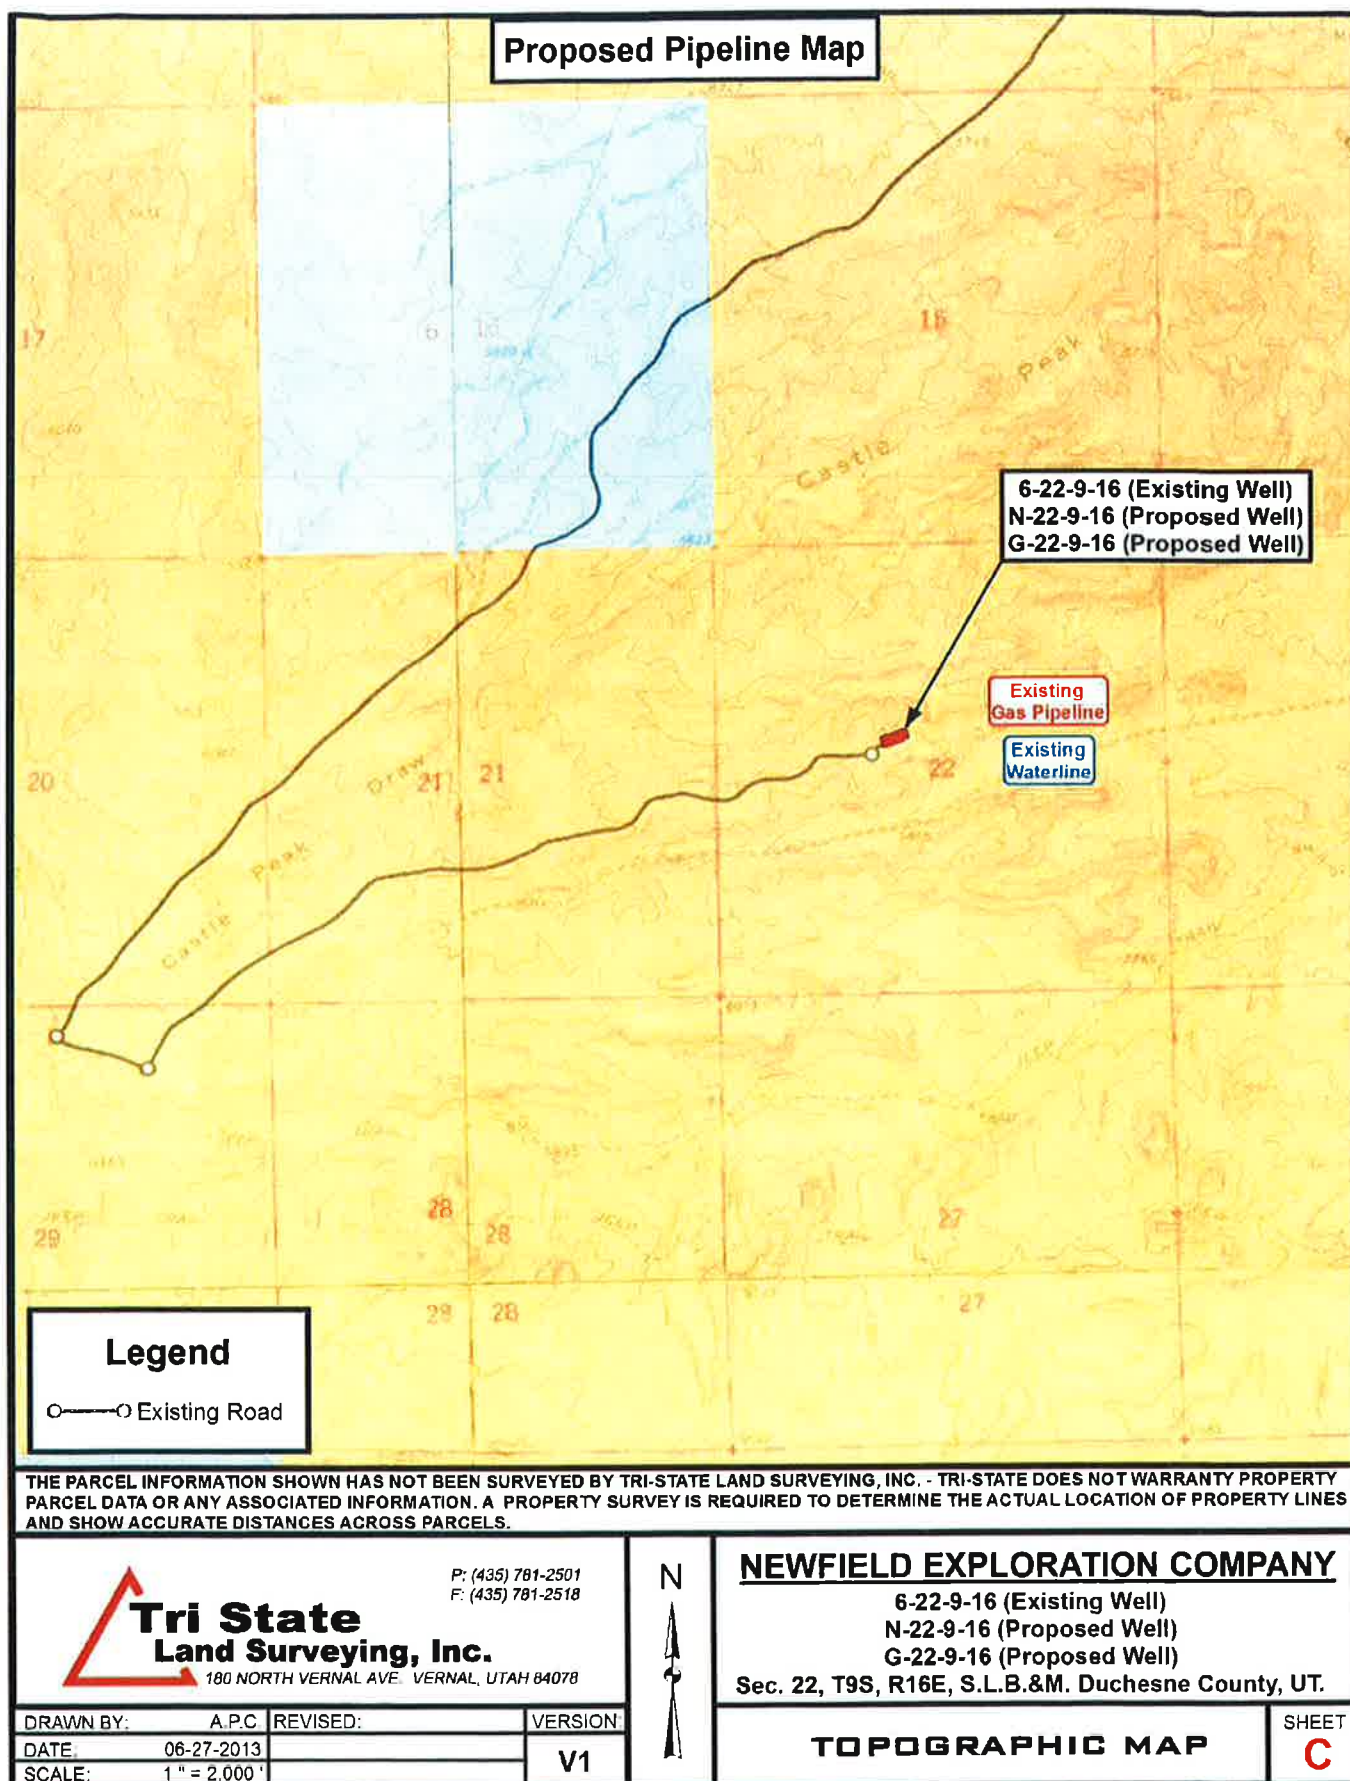 Proposed Pipeline Map
17
6
16
15
Peak
Castle
6-22-9-16 (Existing Well)
N-22-9-16 (Proposed Well)
G-22-9-16 (Proposed Well)
Existing
Gas Pipeline
Existing
Waterline
20
Draw
21
21
22
Peak
Castle
28
28
27
29
28
27
Legend
Existing Road
THE PARCEL INFORMATION SHOWN HAS NOT BEEN SURVEYED BY TRI-STATE LAND SURVEYING, INC. - TRI-STATE DOES NOT WARRANTY PROPERTY
PARCEL DATA OR ANY ASSOCIATED INFORMATION. A PROPERTY SURVEY IS REQUIRED TO DETERMINE THE ACTUAL LOCATION OF PROPERTY LINES
AND SHOW ACCURATE DISTANCES ACROSS PARCELS.
P: (435) 781-2501
F: (435) 781-2518
Tri State
Land Surveying, Inc.
180 NORTH VERNAL AVE. VERNAL, UTAH 84078
N
NEWFIELD EXPLORATION COMPANY
6-22-9-16 (Existing Well)
N-22-9-16 (Proposed Well)
G-22-9-16 (Proposed Well)
Sec. 22, T9S, R16E, S.L.B.&M. Duchesne County, UT.
DRAWN BY: A.P.C. REVISED: VERSION:
DATE: 06-27-2013
SCALE: 1 " = 2,000 '
V1
TOPOGRAPHIC MAP
SHEET
C